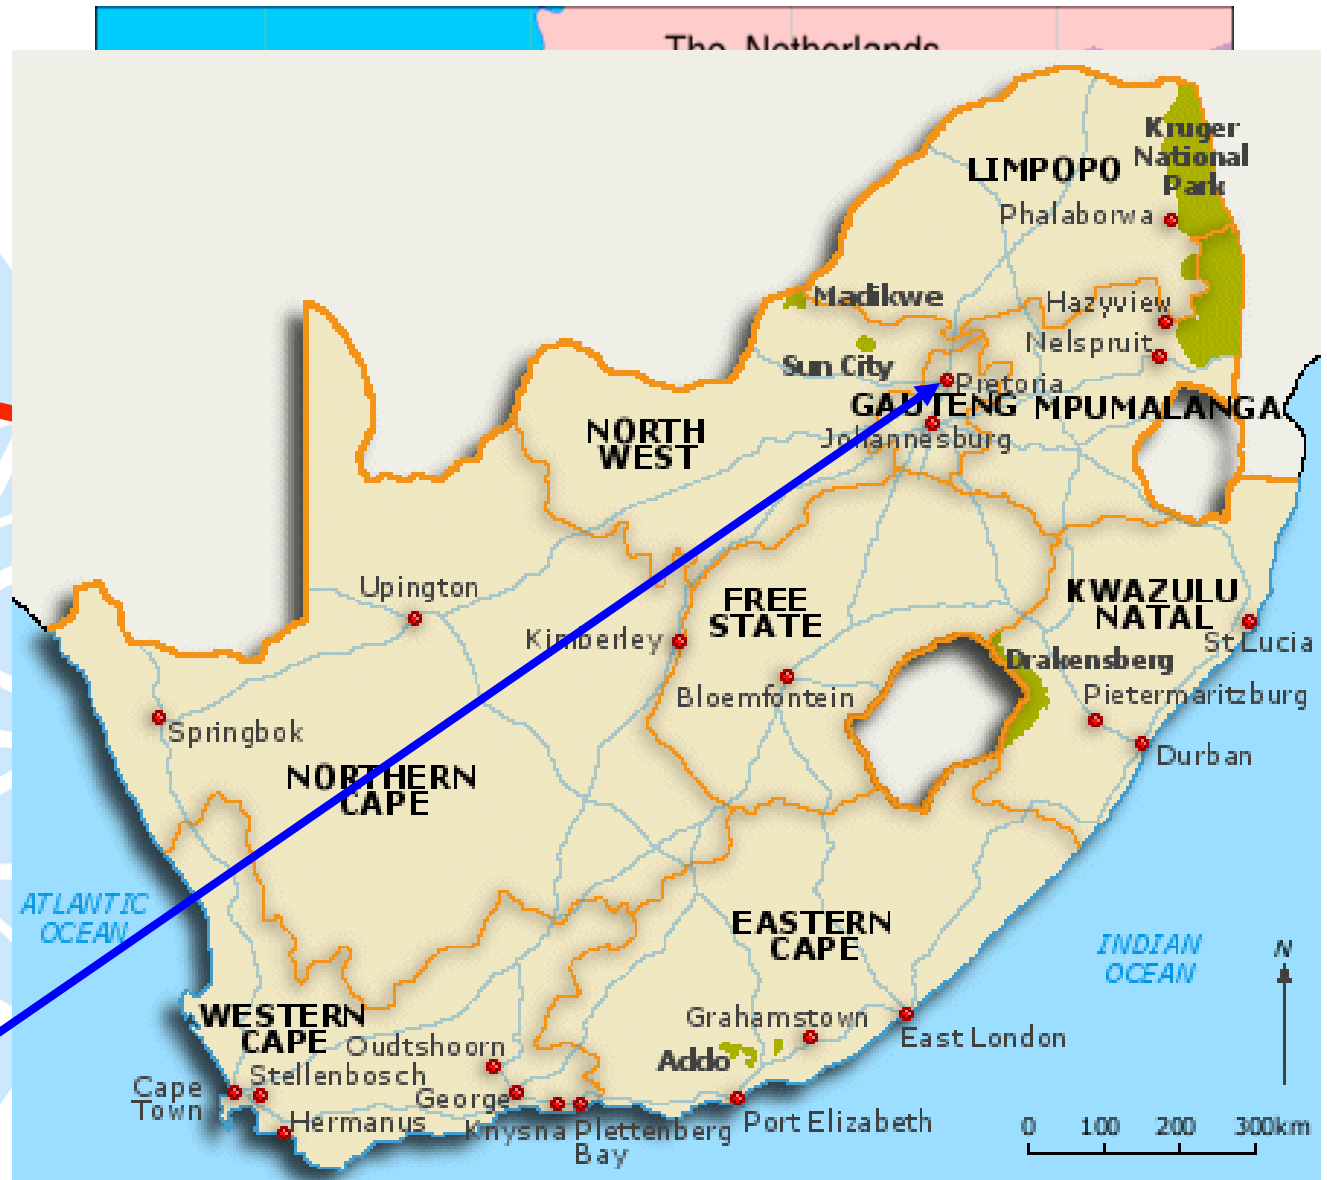 The Netherlands
Kruger
National
Park
LIMPOPO
Phalaborwa
Madikwe
Hazyview
Nelspruit
Sun City
Pretoria
GAUTENG
MPUMALANGA
Johannesburg
NORTH
WEST
Upington
FREE
STATE
KWAZULU
NATAL
Kimberley
St Lucia
Drakensberg
Bloemfontein
Pietermaritzburg
Springbok
Durban
NORTHERN
CAPE
ATLANTIC
OCEAN
EASTERN
CAPE
INDIAN
OCEAN
N
WESTERN
CAPE
Grahamstown
East London
Oudtshoorn
Addo
Stellenbosch
Cape
Town
George
Hermanus
Knysna
Plettenberg
Bay
Port Elizabeth
0 100 200 300km